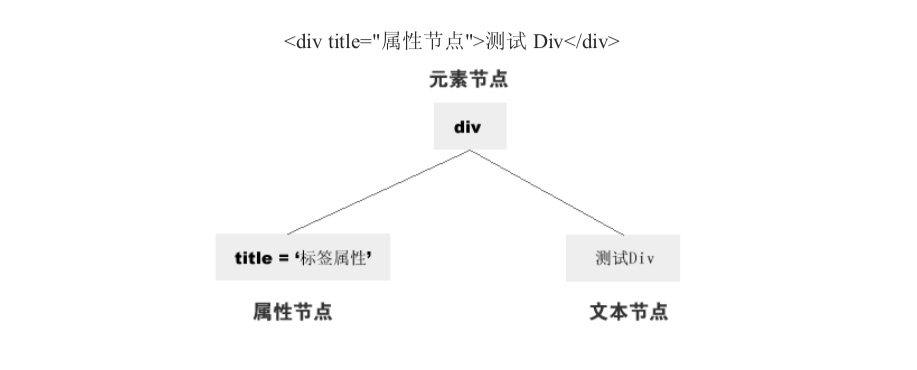 <div title="属性节点">测试 Div</div>
元素节点
div
title = ‘标签属性’
测试Div
属性节点
文本节点